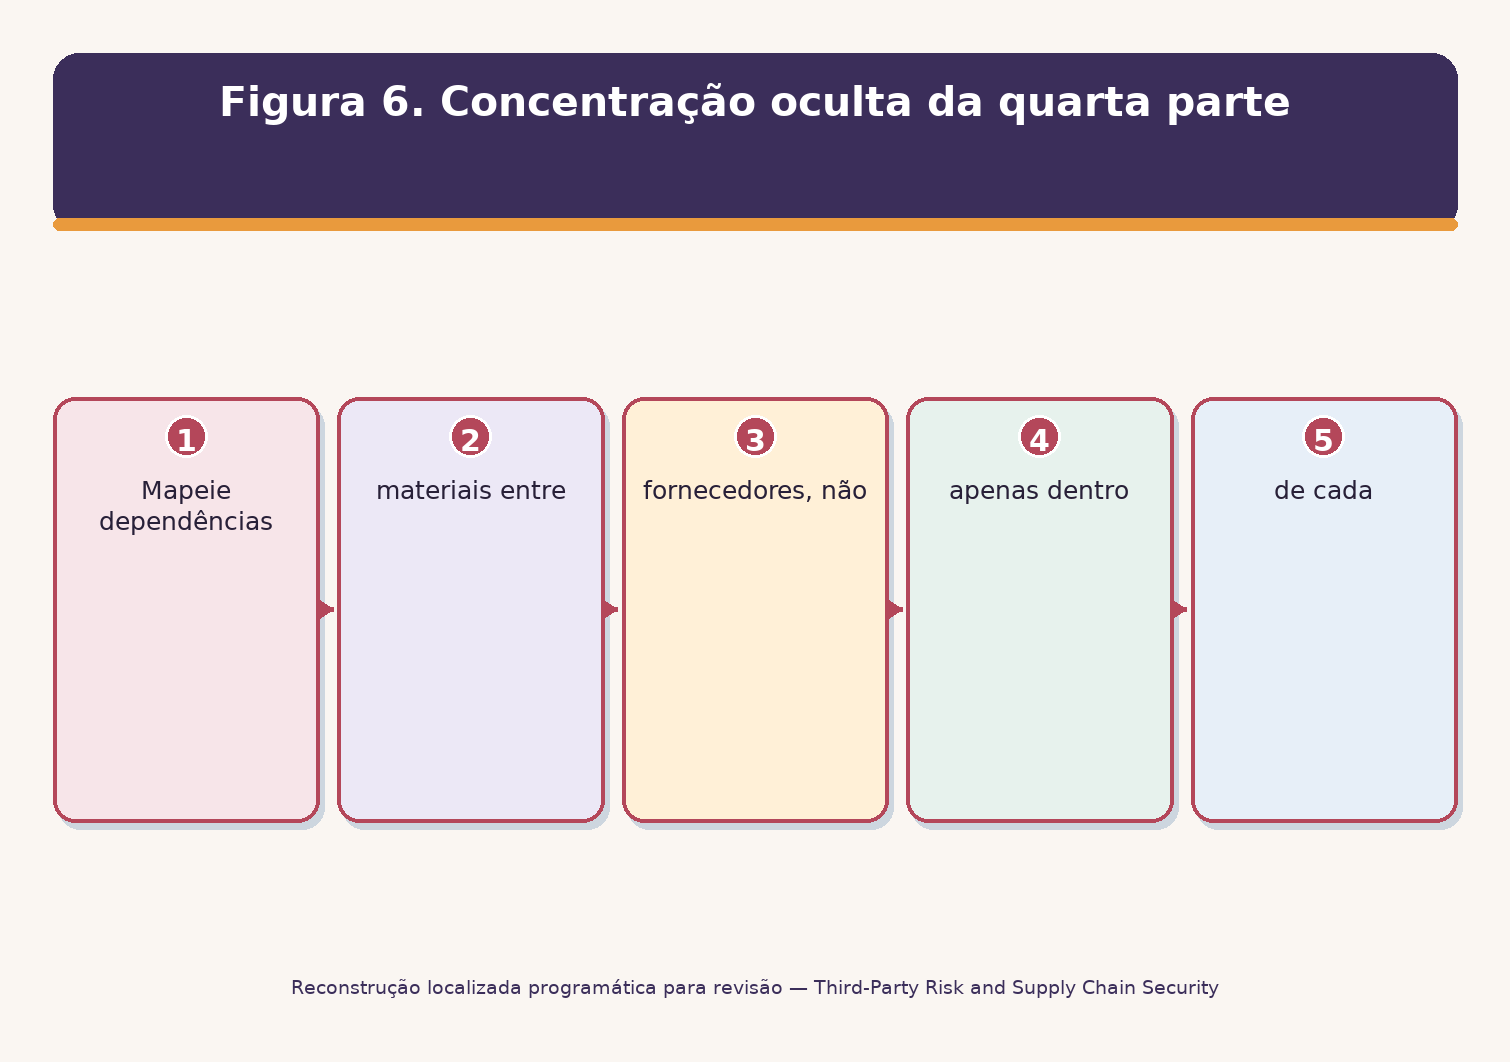 Figura 6. Concentração oculta da quarta parte
1
Mapeie
dependências
2
materiais entre
3
fornecedores, não
4
apenas dentro
5
de cada
Reconstrução localizada programática para revisão — Third-Party Risk and Supply Chain Security